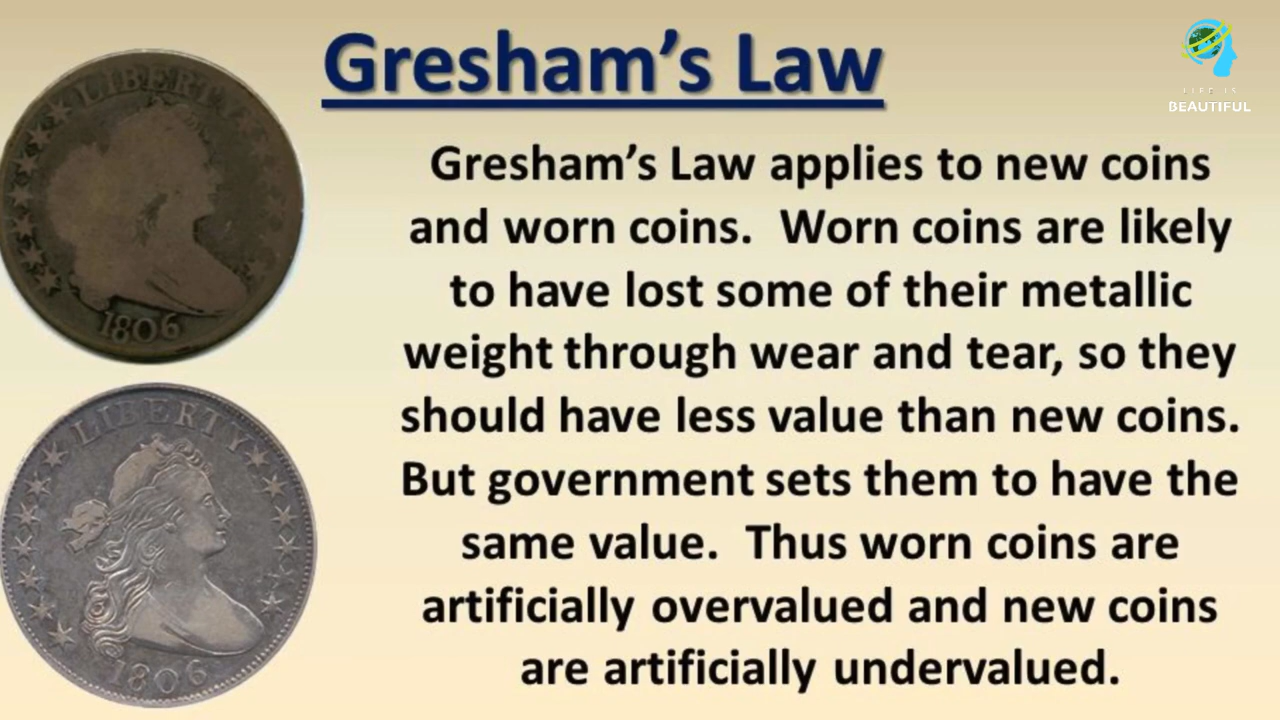 Gresham's Law
LIFE IS
BEAUTIFUL
LIBERTY
1806
Gresham's Law applies to new coins
and worn coins.  Worn coins are likely
to have lost some of their metallic
weight through wear and tear, so they
should have less value than new coins.
But government sets them to have the
same value.  Thus worn coins are
artificially overvalued and new coins
are artificially undervalued.
LIBERTY
1806